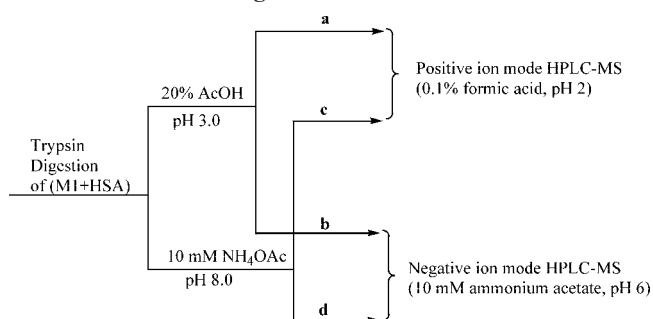 a
20% AcOH
pH 3.0
Positive ion mode HPLC-MS
(0.1% formic acid, pH 2)
c
Trypsin
Digestion
of (M1+HSA)
b
10 mM NH4OAc
pH 8.0
Negative ion mode HPLC-MS
(10 mM ammonium acetate, pH 6)
d